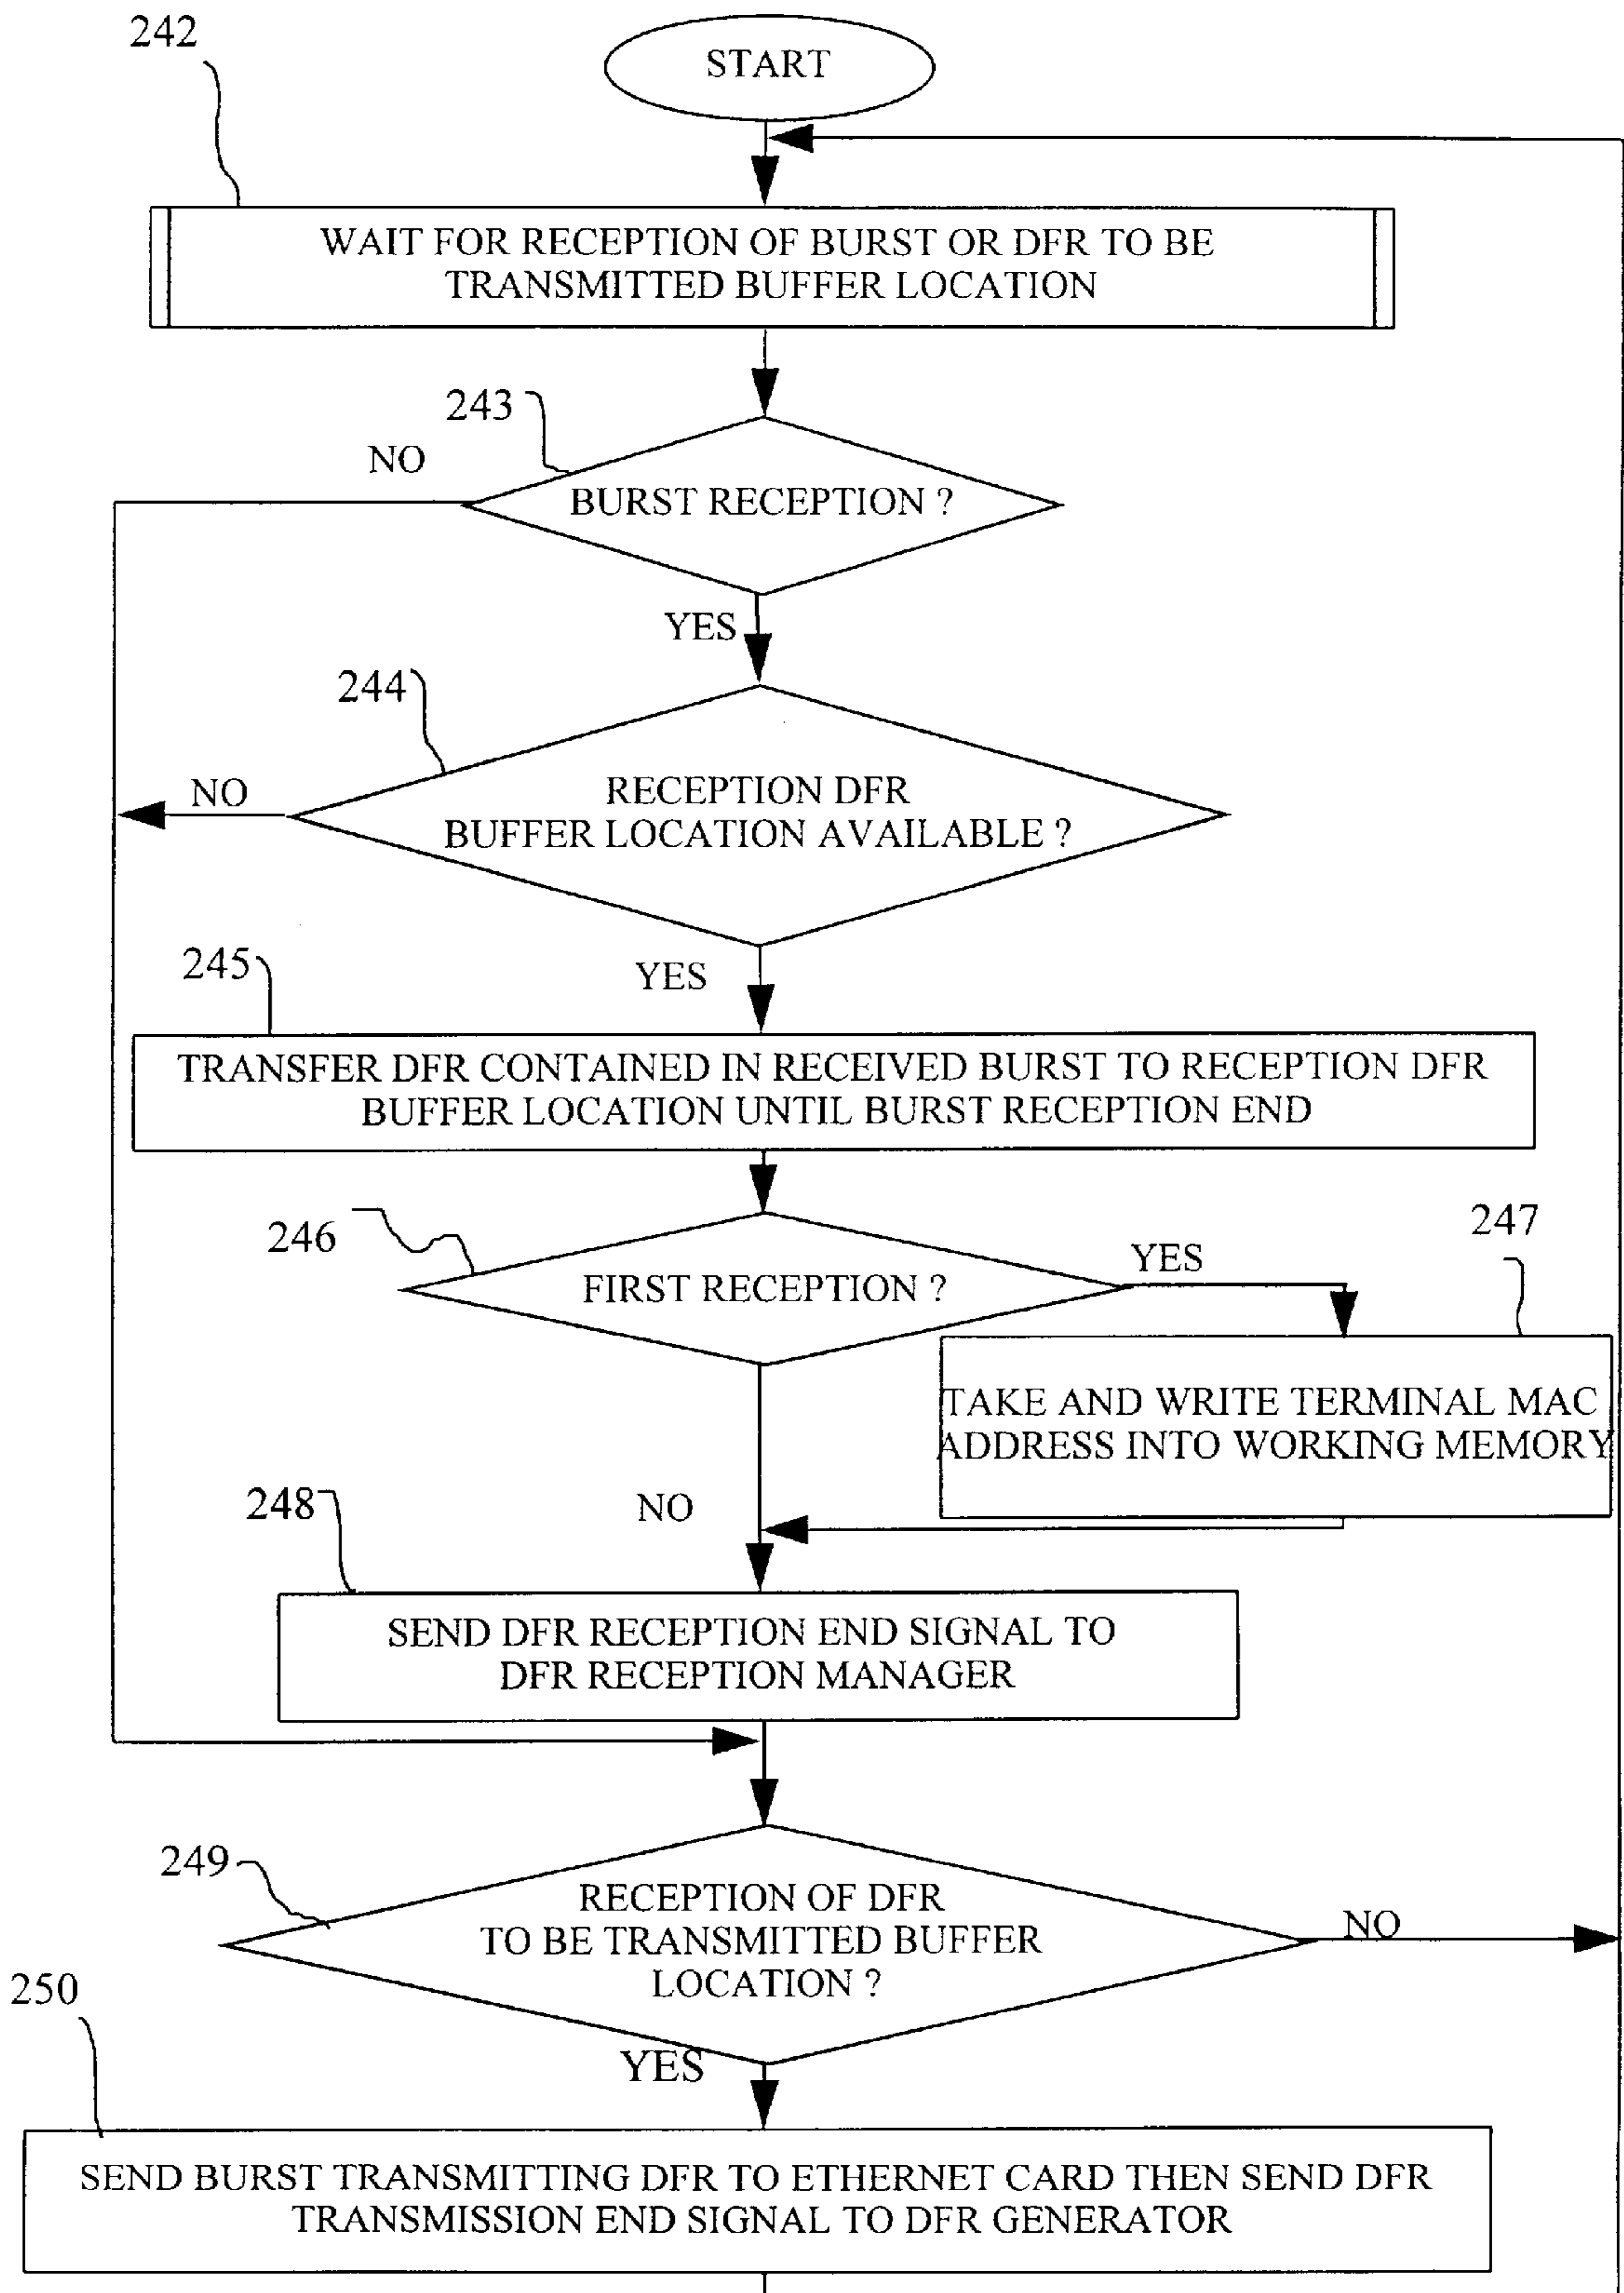 242
START
WAIT FOR RECEPTION OF BURST OR DFR TO BE
TRANSMITTED BUFFER LOCATION
243
NO
BURST RECEPTION ?
YES
244
NO
RECEPTION DFR
BUFFER LOCATION AVAILABLE ?
245
YES
TRANSFER DFR CONTAINED IN RECEIVED BURST TO RECEPTION DFR
BUFFER LOCATION UNTIL BURST RECEPTION END
246
FIRST RECEPTION ?
YES
247
TAKE AND WRITE TERMINAL MAC
ADDRESS INTO WORKING MEMORY
248
NO
SEND DFR RECEPTION END SIGNAL TO
DFR RECEPTION MANAGER
249
RECEPTION OF DFR
TO BE TRANSMITTED BUFFER
LOCATION ?
NO
250
YES
SEND BURST TRANSMITTING DFR TO ETHERNET CARD THEN SEND DFR
TRANSMISSION END SIGNAL TO DFR GENERATOR